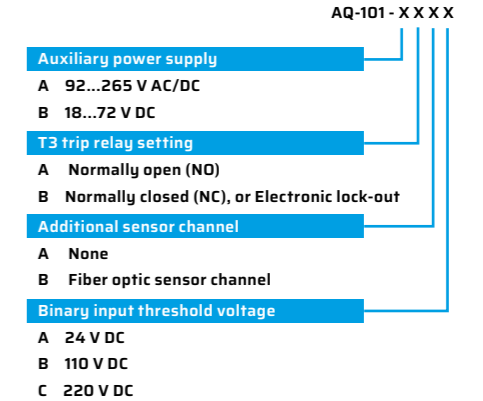 AQ-101 - X X X X
Auxiliary power supply
A 92...265 V AC/DC
B 18...72 V DC
T3 trip relay setting
A Normally open (NO)
B Normally closed (NC), or Electronic lock-out
Additional sensor channel
A None
B Fiber optic sensor channel
Binary input threshold voltage
A 24 V DC
B 110 V DC
C 220 V DC